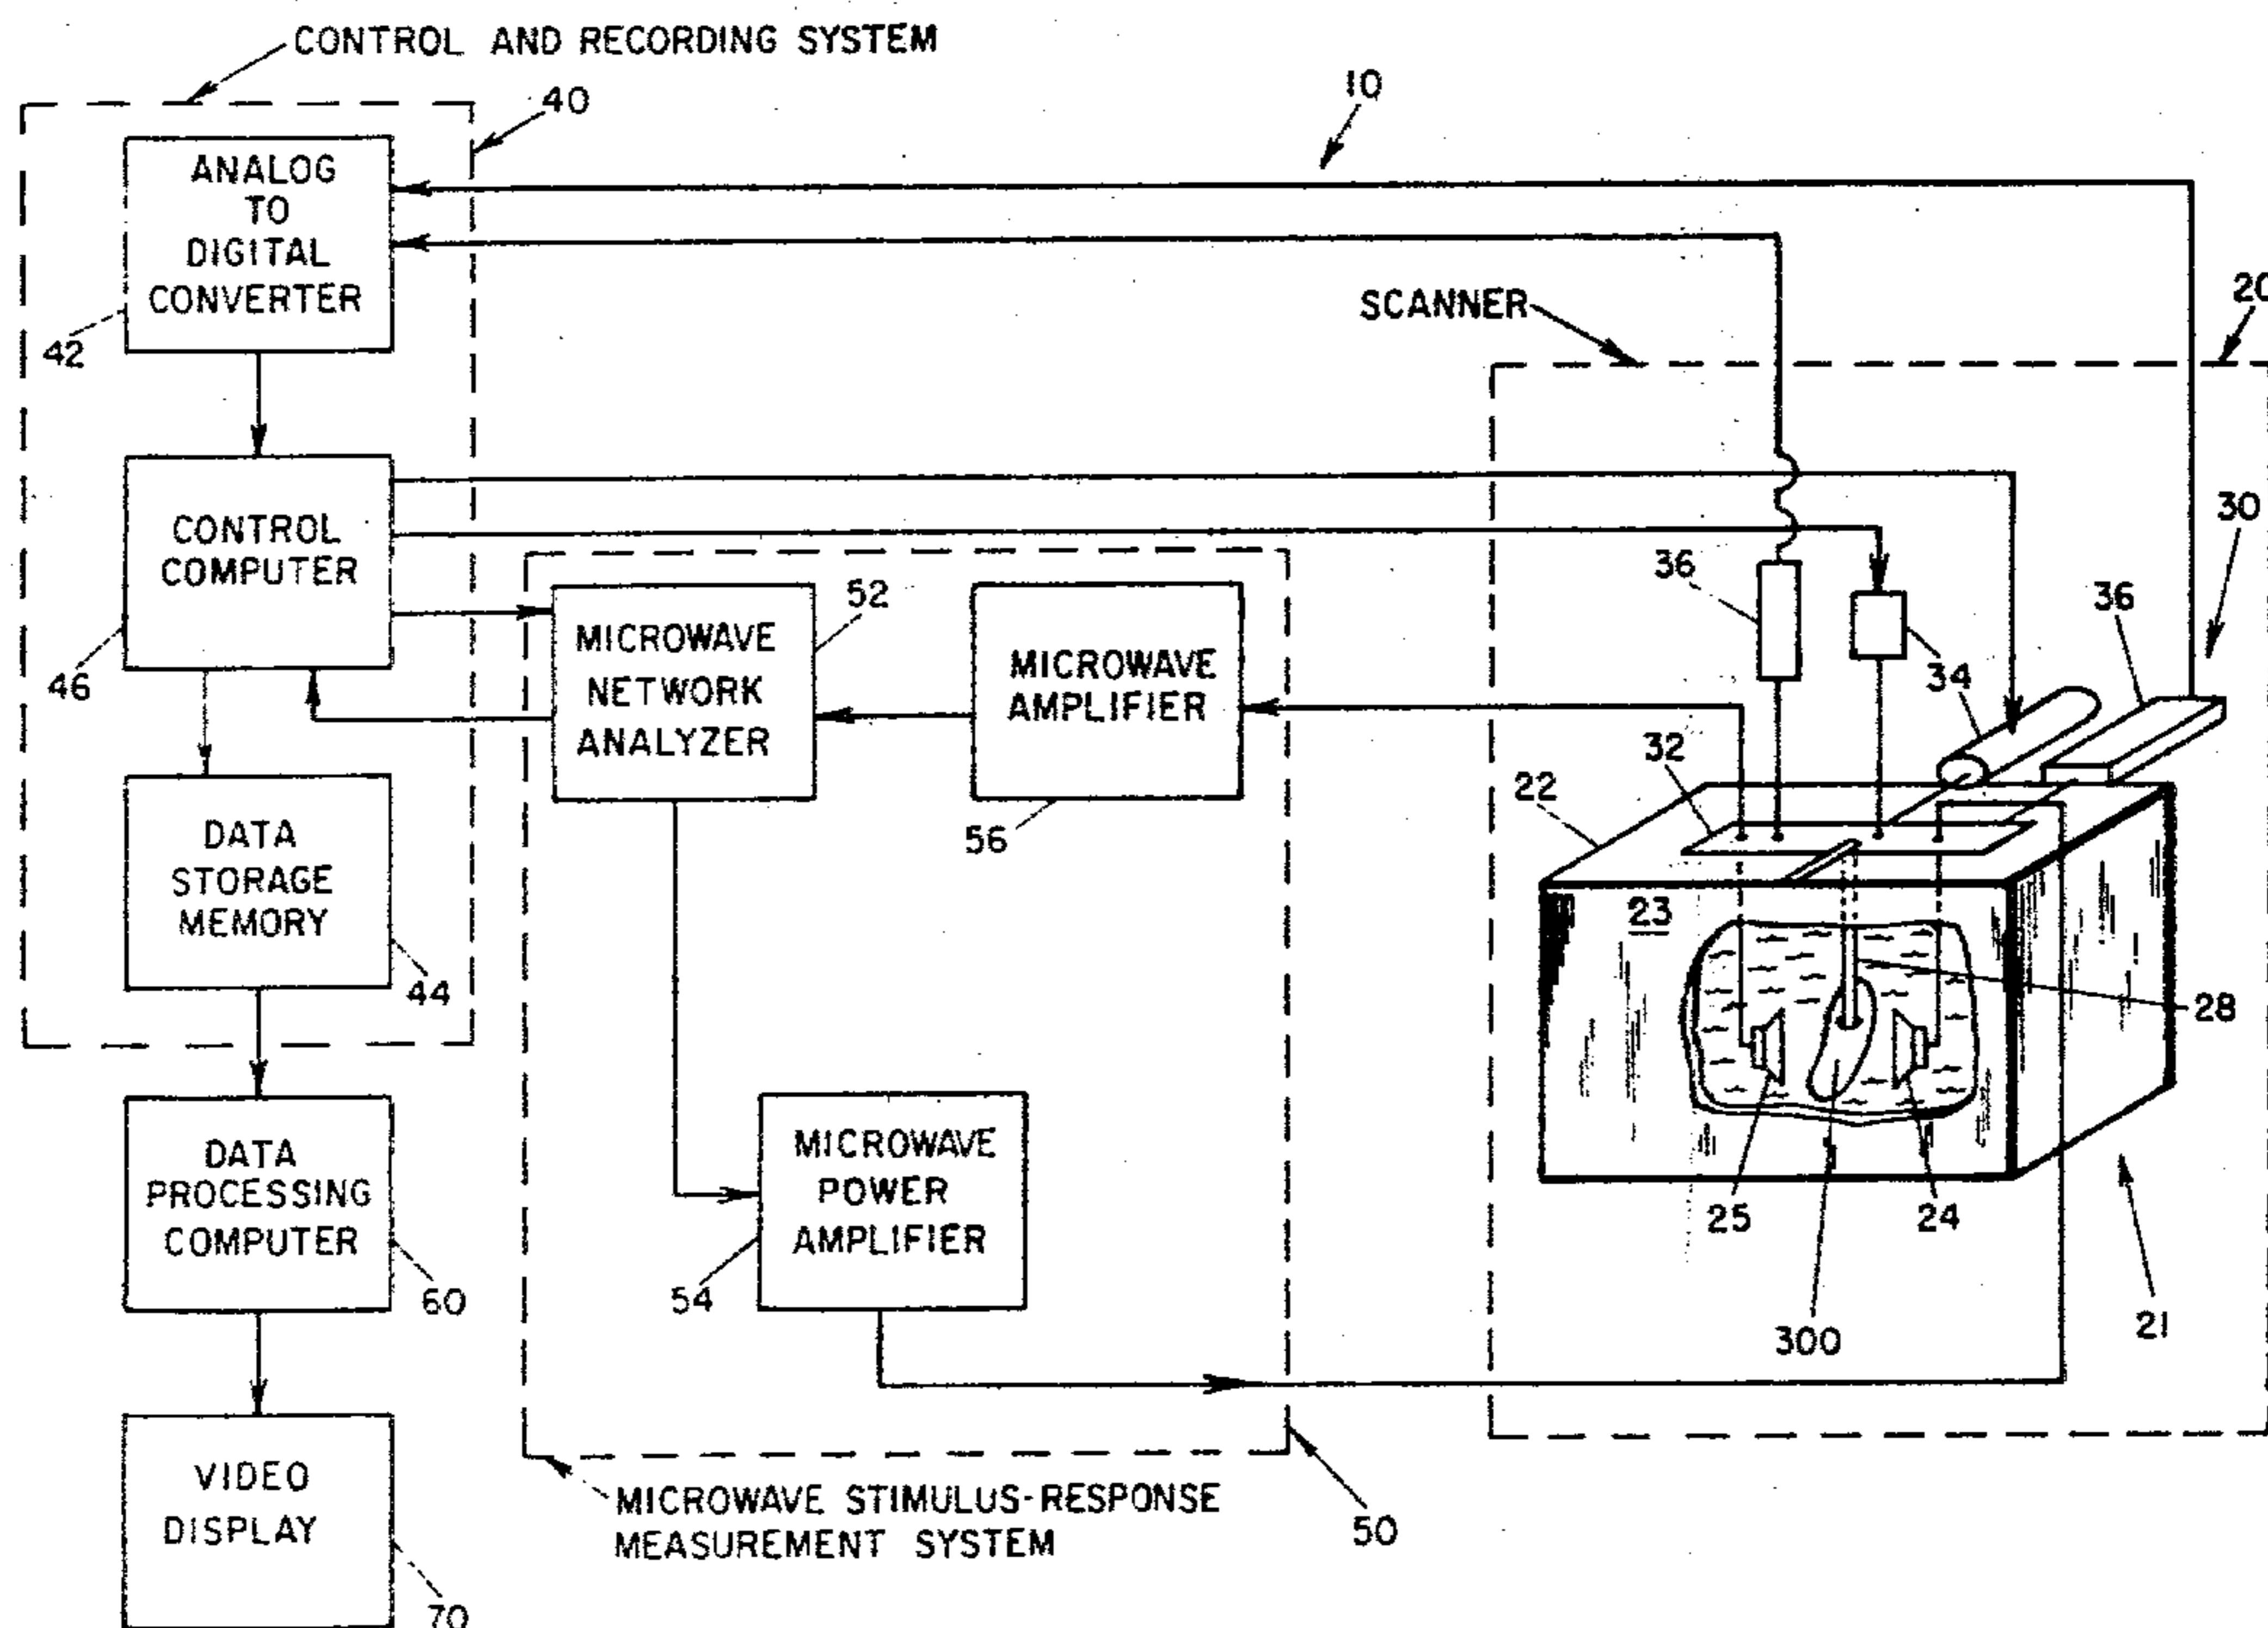 CONTROL AND RECORDING SYSTEM
40
10
ANALOG
TO
DIGITAL
CONVERTER
42
SCANNER
20
CONTROL
COMPUTER
46
30
36
34
36
52
MICROWAVE
NETWORK
ANALYZER
MICROWAVE
AMPLIFIER
56
32
22
23
28
DATA
STORAGE
MEMORY
44
DATA
PROCESSING
COMPUTER
60
MICROWAVE
POWER
AMPLIFIER
54
25
24
300
21
VIDEO
DISPLAY
70
MICROWAVE STIMULUS-RESPONSE
MEASUREMENT SYSTEM
50